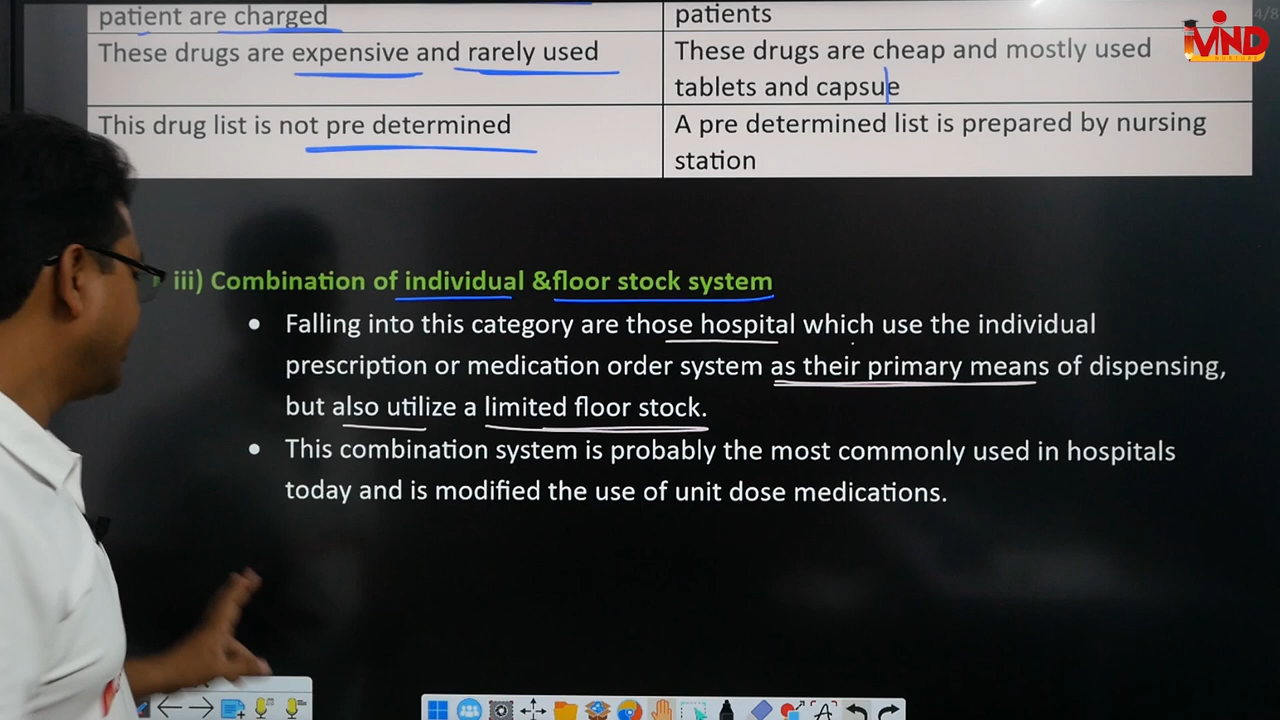 patient are charged
patients
4/8
iMIND
NURTURE
These drugs are expensive and rarely used
These drugs are cheap and mostly used
tablets and capsue
This drug list is not pre determined
A pre determined list is prepared by nursing
station
iii) Combination of individual &floor stock system
• Falling into this category are those hospital which use the individual
prescription or medication order system as their primary means of dispensing,
but also utilize a limited floor stock.
• This combination system is probably the most commonly used in hospitals
today and is modified the use of unit dose medications.